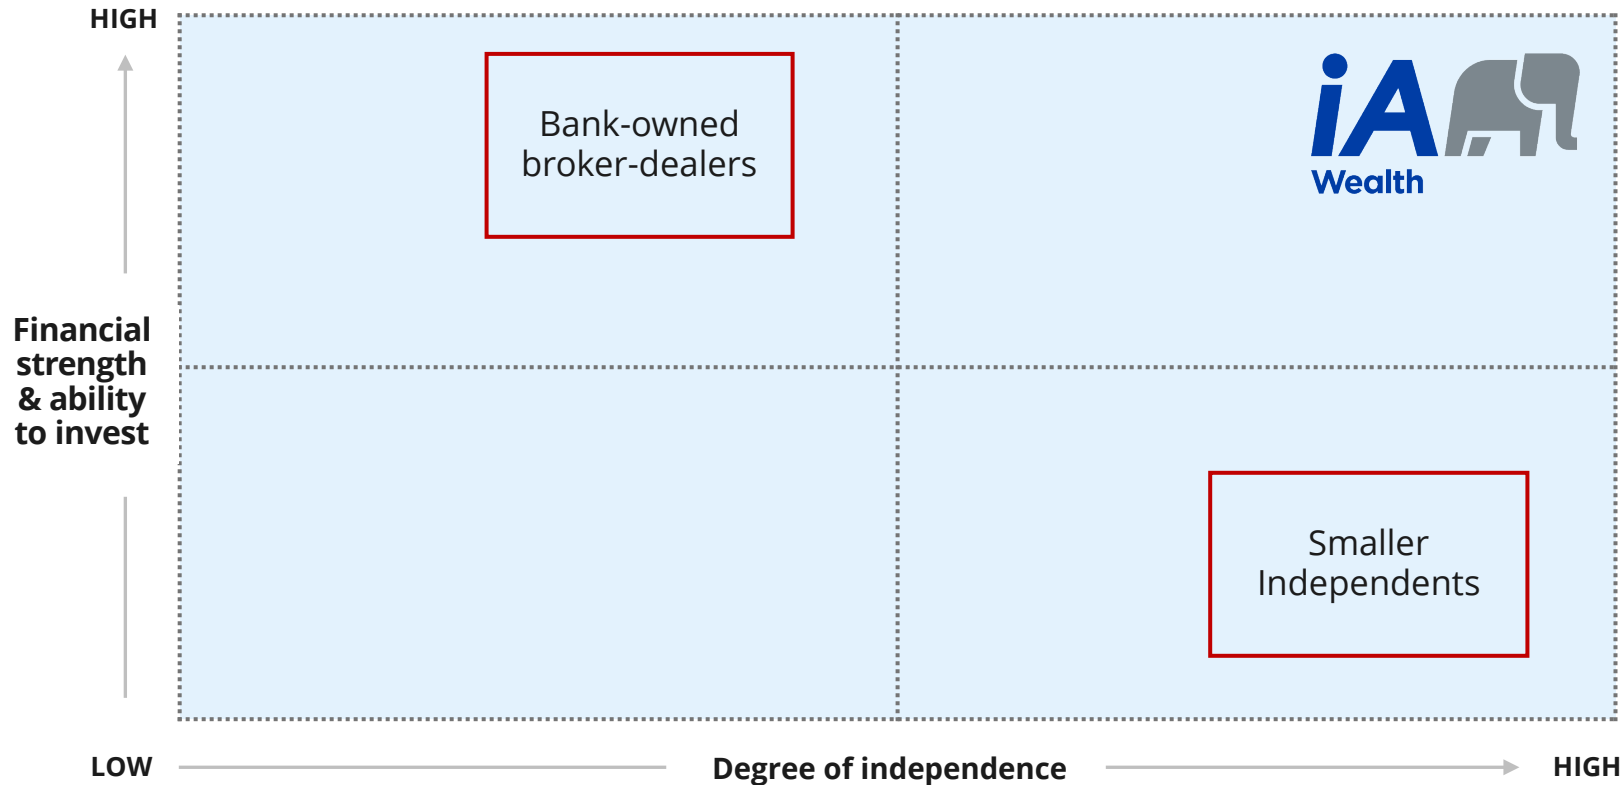 HIGH
Bank-owned
broker-dealers
iA
Wealth
Financial
strength
& ability
to invest
Smaller
Independents
LOW
Degree of independence
HIGH